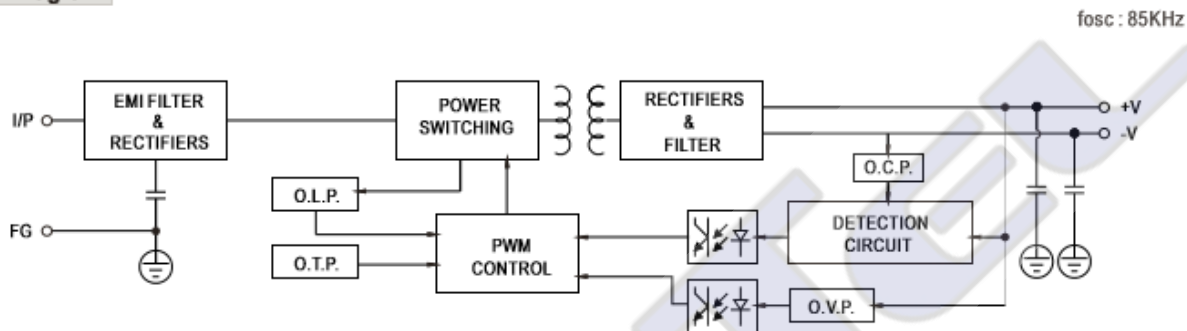 fosc : 85KHz
I/P
EMI FILTER
&
RECTIFIERS
POWER
SWITCHING
RECTIFIERS
&
FILTER
+V
-V
O.C.P.
O.L.P.
FG
PWM
CONTROL
DETECTION
CIRCUIT
O.T.P.
O.V.P.